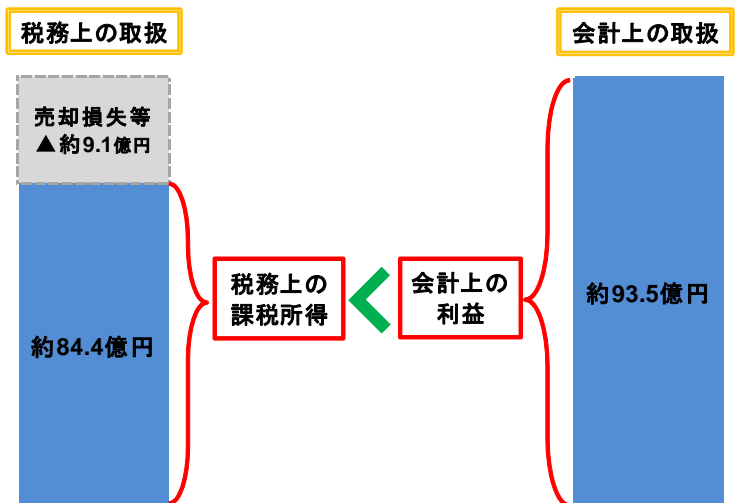 税務上の取扱
会計上の取扱
売却損失等
▲約9.1億円
税務上の
課税所得
会計上の
利益
約93.5億円
約84.4億円